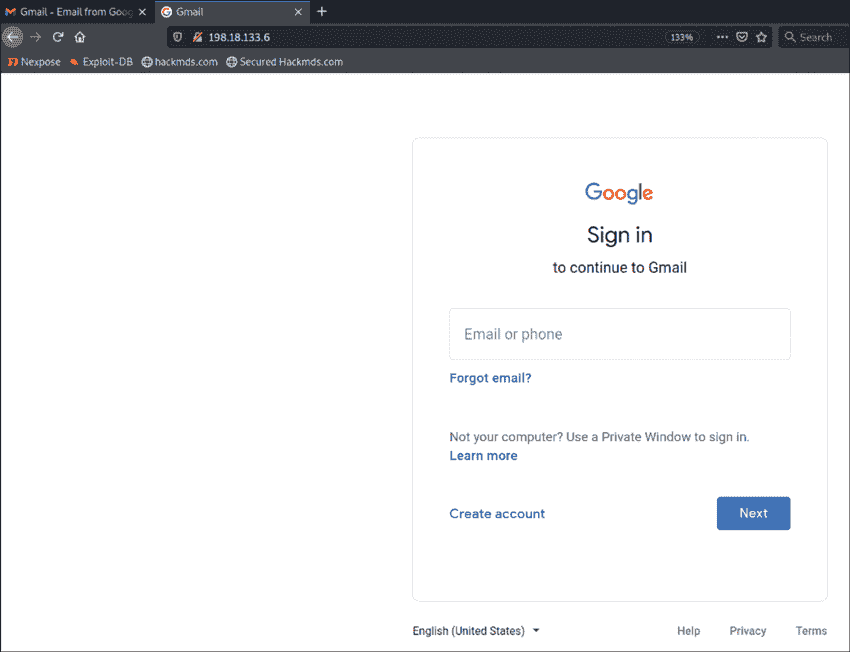 Gmail - Email from Goog
Gmail
198.18.133.6
133%
Search
Nexpose
Exploit-DB
hackmds.com
Secured Hackmds.com
Google
Sign in
to continue to Gmail
Email or phone
Forgot email?
Not your computer? Use a Private Window to sign in.
Learn more
Create account
Next
English (United States)
Help
Privacy
Terms